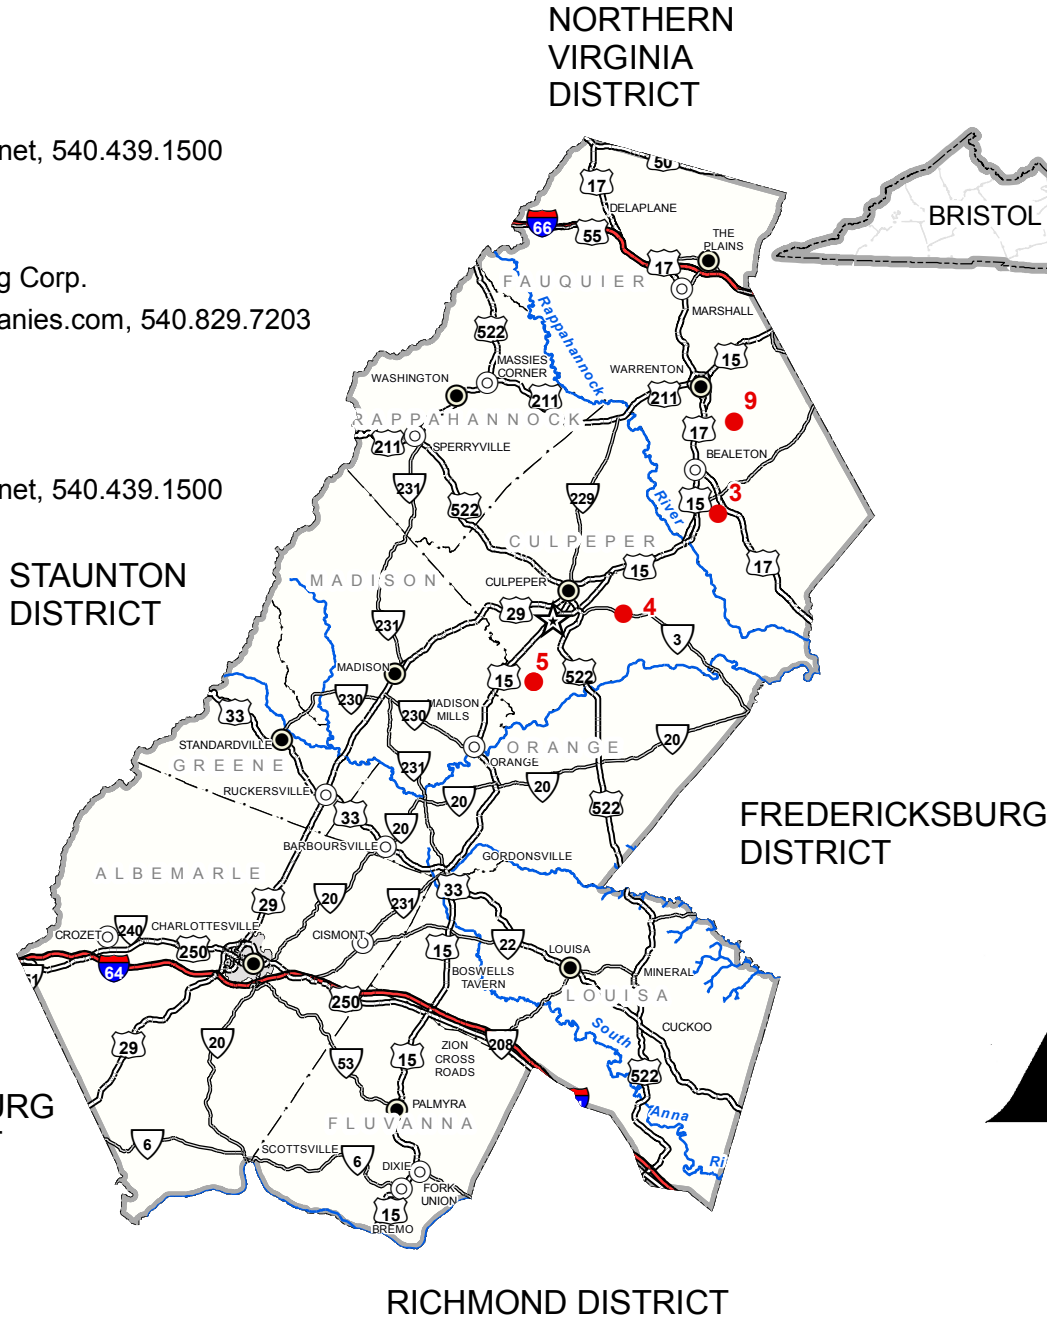 NORTHERN
VIRGINIA
DISTRICT
net, 540.439.1500
50
17
DELAPLANE
BRISTOL
66
55
THE
PLAINS
17
g Corp.
FAUQUIER
Rappahannock
MARSHALL
anies.com, 540.829.7203
522
15
MASSIES
CORNER
WARRENTON
WASHINGTON
211
211
9
RAPPAHANNOCK
17
211
SPERRYVILLE
BEALETON
net, 540.439.1500
231
229
3
15
River
522
CULPEPER
15
17
STAUNTON
DISTRICT
MADISON
CULPEPER
29
4
231
3
5
MADISON
15
522
230
MADISON
MILLS
230
33
20
STANDARDVILLE
ORANGE
GREENE
ORANGE
231
20
RUCKERSVILLE
20
522
33
20
FREDERICKSBURG
DISTRICT
BARBOURSVILLE
GORDONSVILLE
ALBEMARLE
33
20
231
29
240
CHARLOTTESVILLE
CROZET
CISMONT
22
250
15
LOUISA
64
BOSWELLS
TAVERN
MINERAL
LOUISA
250
CUCKOO
South
20
208
29
ZION
CROSS
ROADS
15
53
522
URG
PALMYRA
Anna
FLUVANNA
6
SCOTTSVILLE
6
Ri
DIXIE
FORK
UNION
15
BREMO
RICHMOND DISTRICT